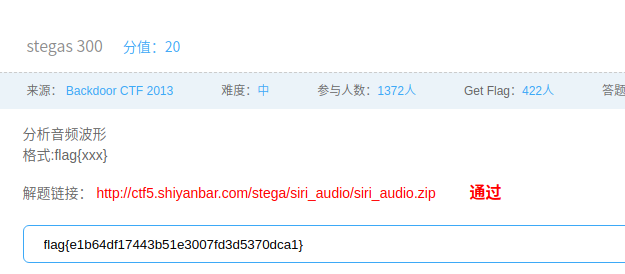 stegas 300 分值：20
来源： Backdoor CTF 2013 难度：中 参与人数：1372人 Get Flag：422人 答题
分析音频波形
格式:flag{xxx}
解题链接： http://ctf5.shiyanbar.com/stega/siri_audio/siri_audio.zip 通过
flag{e1b64df17443b51e3007fd3d5370dca1}